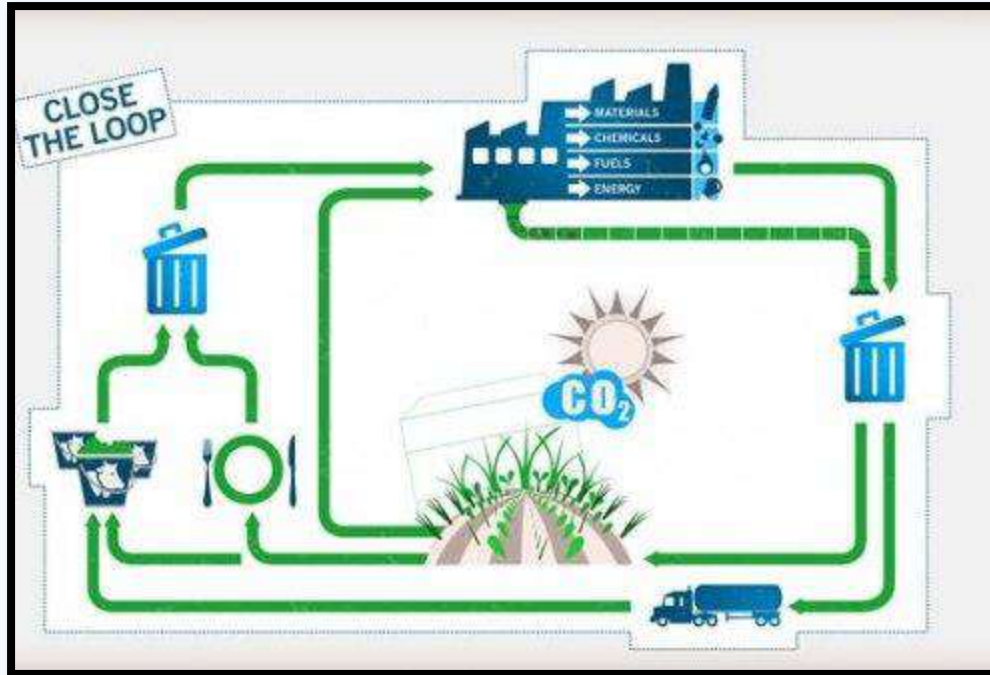 CLOSE
THE LOOP
MATERIALS
CHEMICALS
FUELS
ENERGY
CO₂